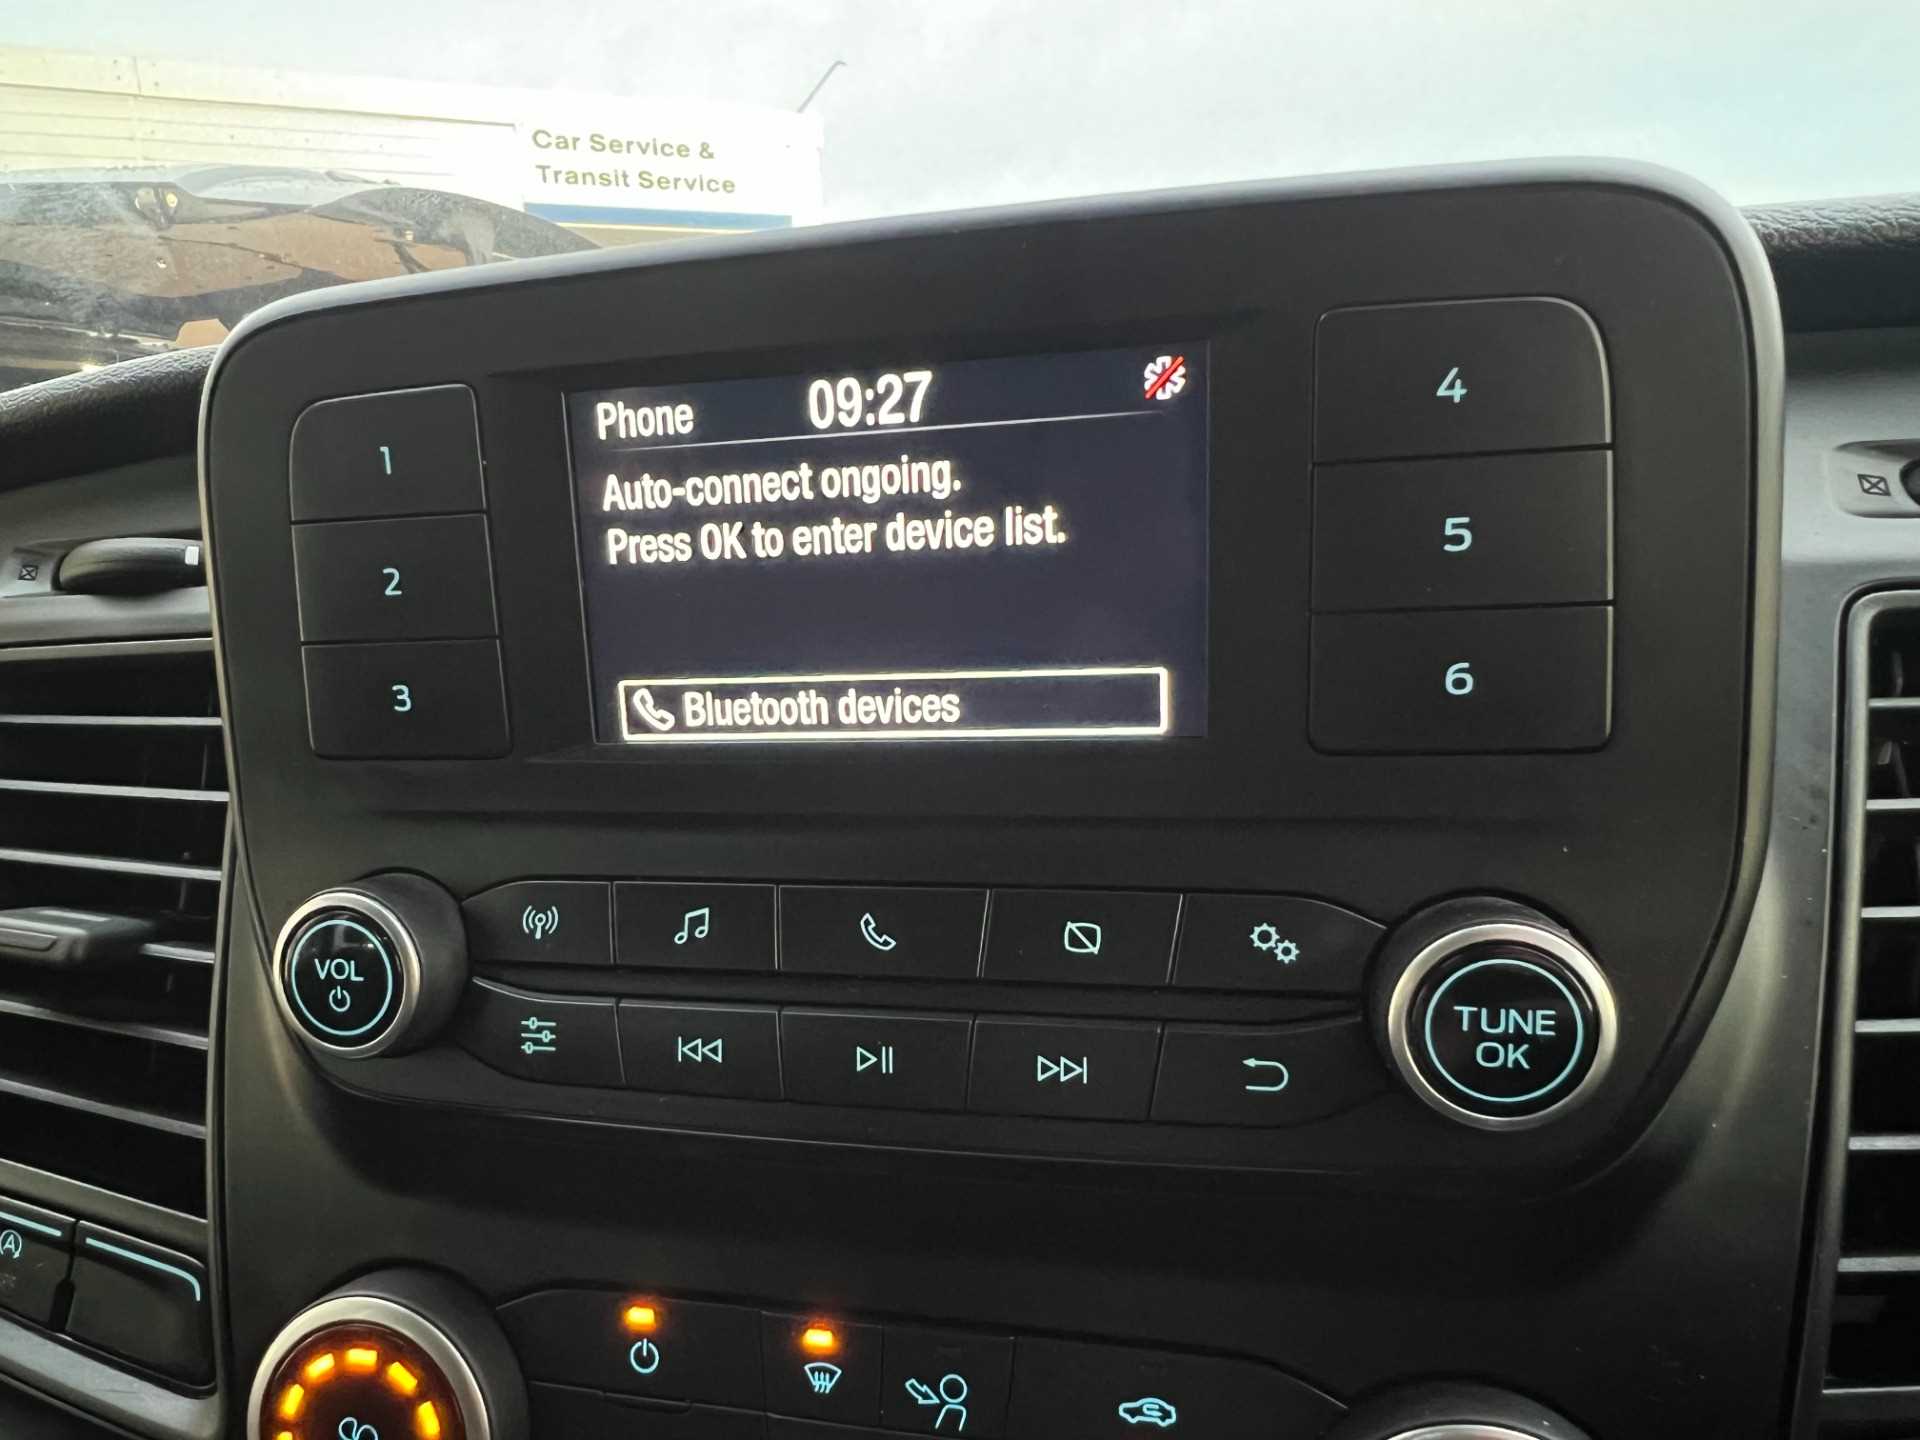 Car Service &
Transit Service
Phone 09:27
Auto-connect ongoing.
Press OK to enter device list.
Bluetooth devices
1
2
3
4
5
6
VOL
TUNE
OK
A